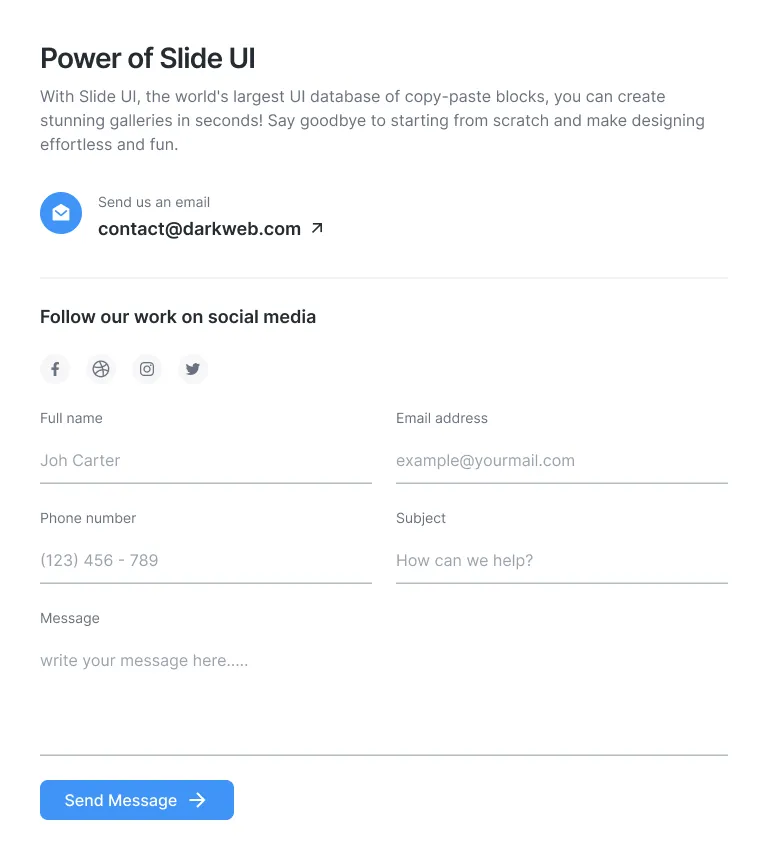 Power of Slide UI
With Slide UI, the world's largest UI database of copy-paste blocks, you can create
stunning galleries in seconds! Say goodbye to starting from scratch and make designing
effortless and fun.
Send us an email
contact@darkweb.com
Follow our work on social media
Full name
Email address
Joh Carter
example@yourmail.com
Phone number
Subject
(123) 456 - 789
How can we help?
Message
write your message here.....
Send Message